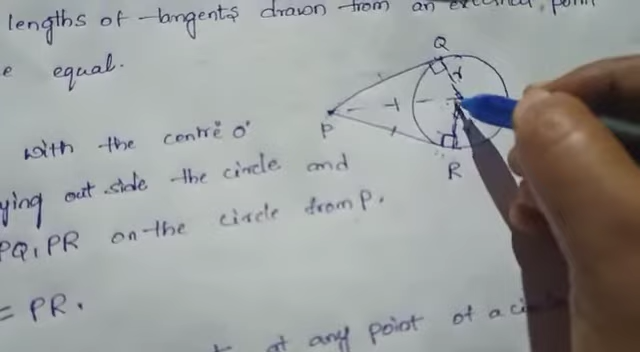 lengths of tangents drawn from an external point
e equal.
Q
r
P
R
with the centre 'O'
ying out side the circle and
PQ, PR on the circle from P.
= PR.
at any point of a